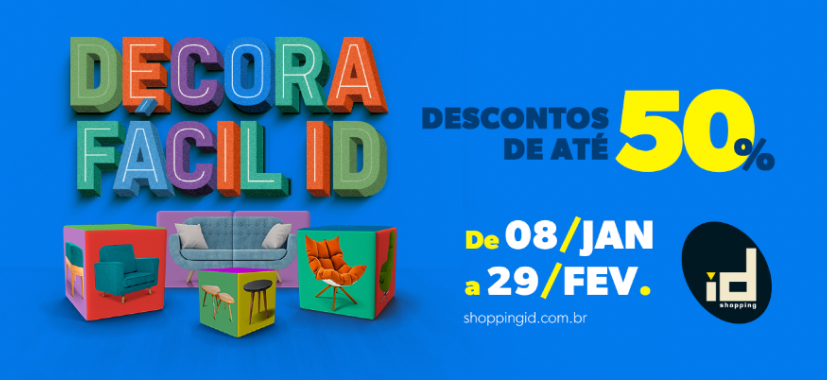 DECORA
FÁCIL ID
DESCONTOS
DE ATÉ 50%
De 08/JAN
a 29/FEV.
shoppingid.com.br
id
shopping